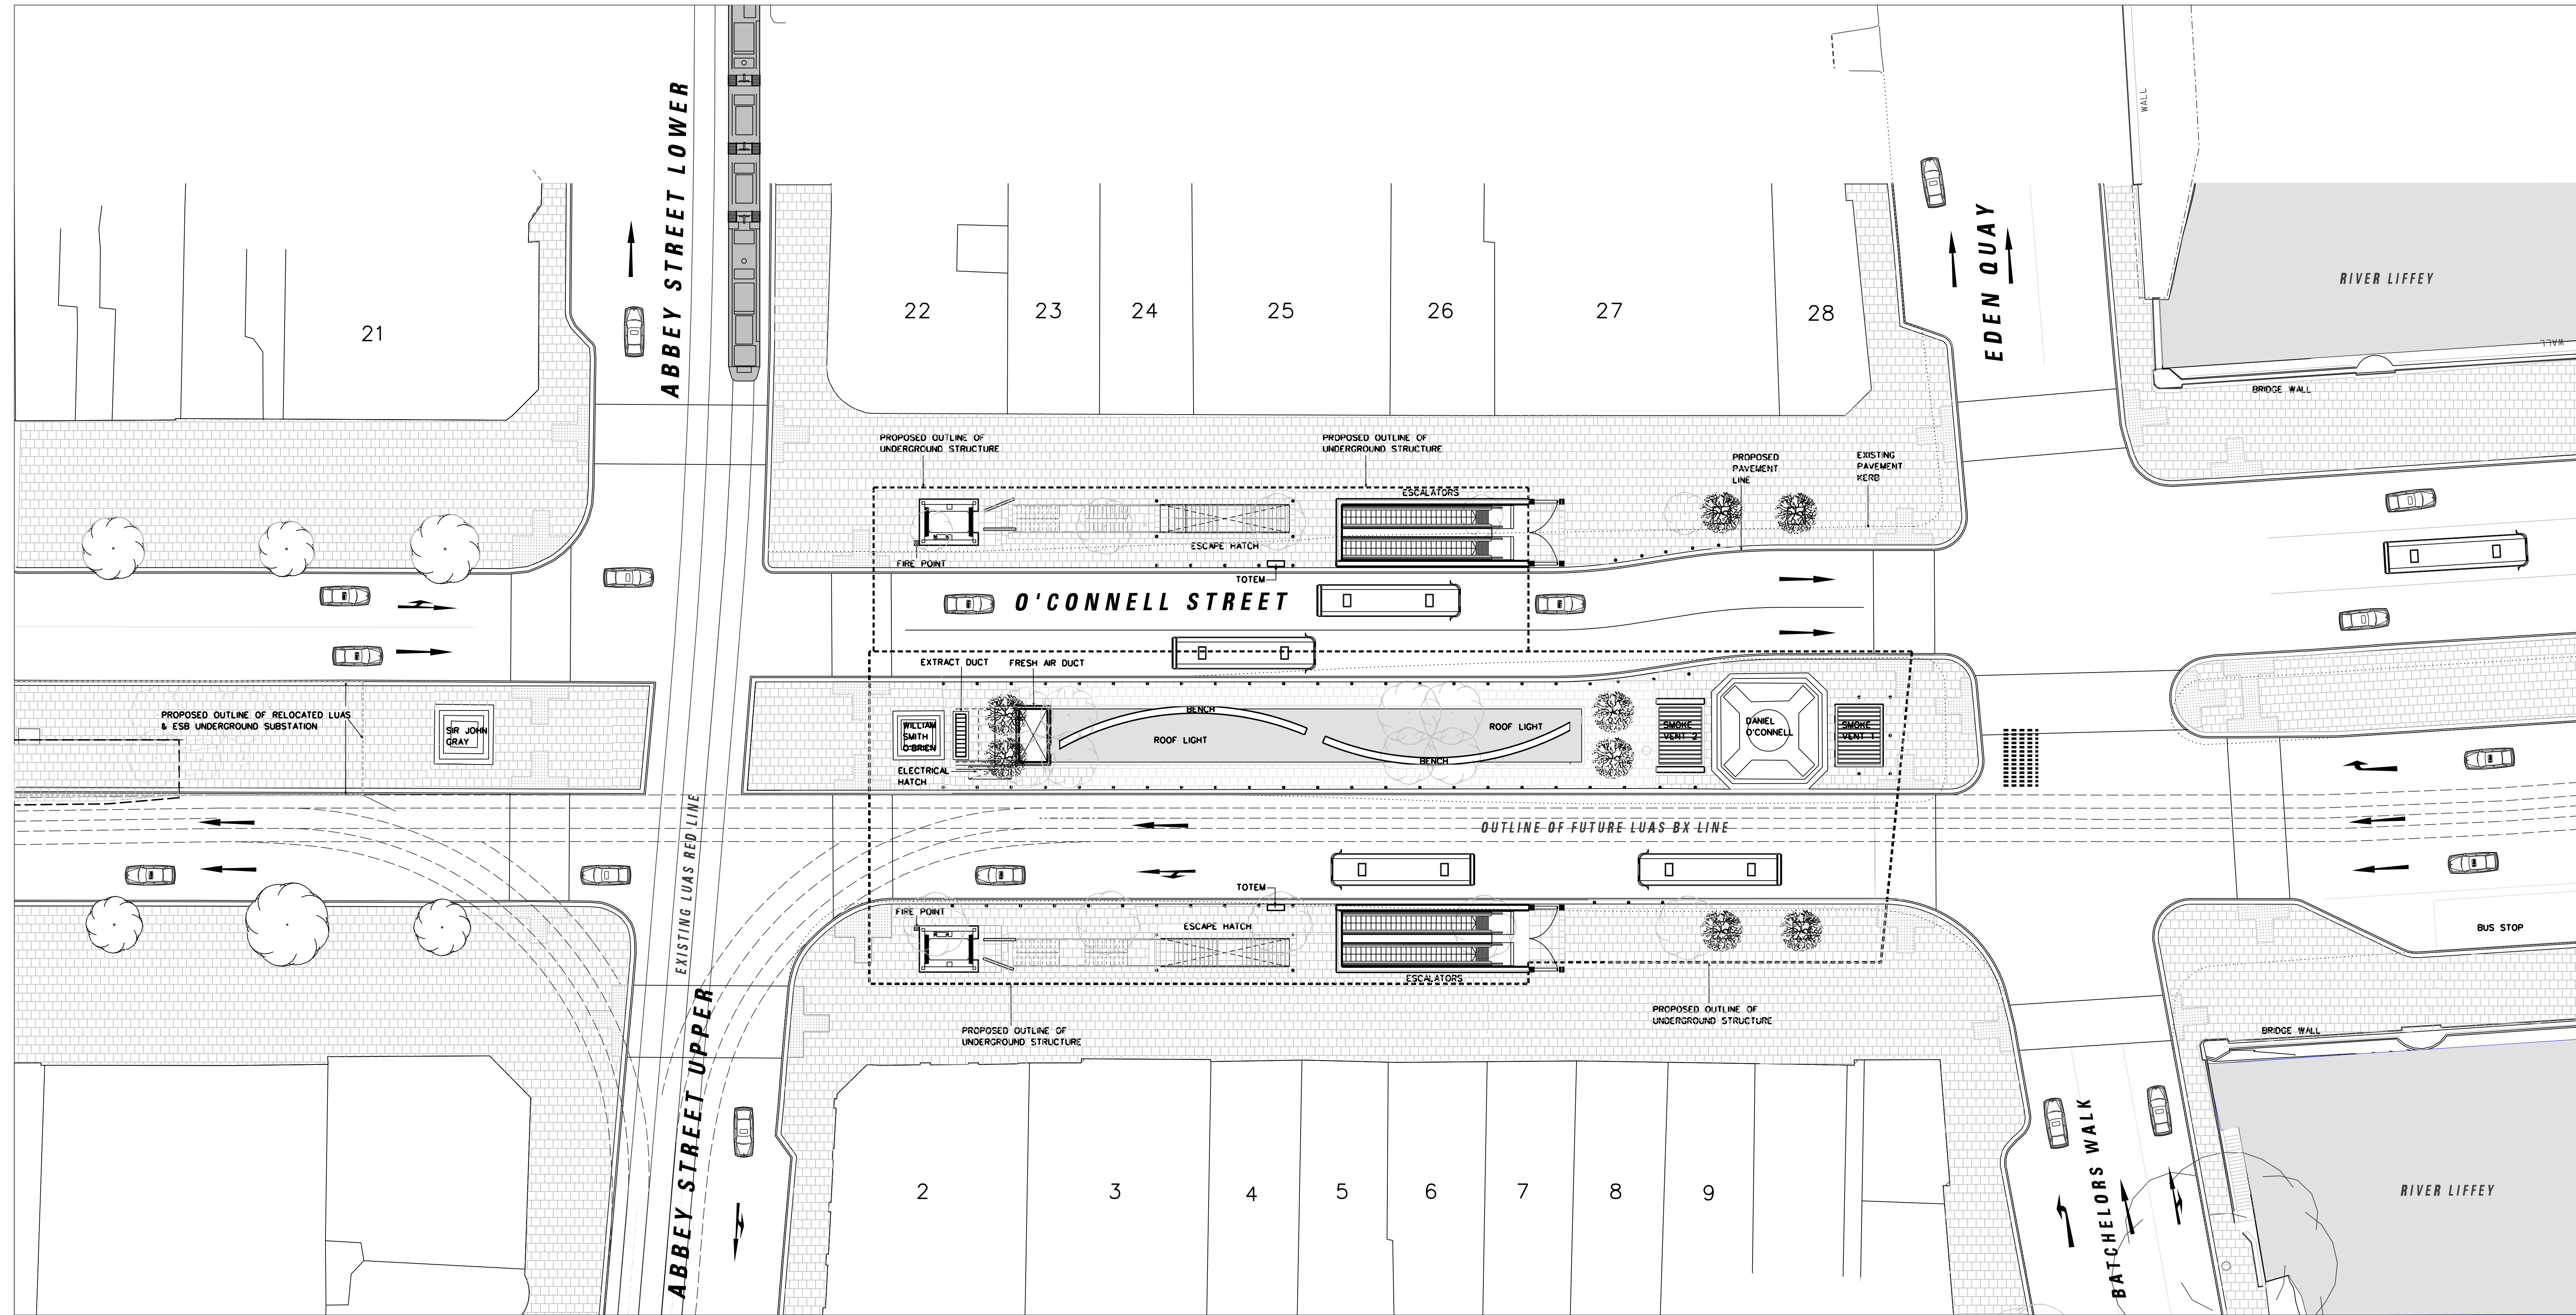 ABBEY STREET LOWER
EDEN QUAY
WALL
RIVER LIFFEY
WALL
BRIDGE WALL
21
22
23
24
25
26
27
28
PROPOSED OUTLINE OF
UNDERGROUND STRUCTURE
PROPOSED OUTLINE OF
UNDERGROUND STRUCTURE
PROPOSED
PAVEMENT
LINE
EXISTING
PAVEMENT
KERB
ESCALATORS
ESCAPE HATCH
FIRE POINT
TOTEM
O'CONNELL STREET
EXTRACT DUCT
FRESH AIR DUCT
PROPOSED OUTLINE OF RELOCATED LUAS
& ESB UNDERGROUND SUBSTATION
SIR JOHN
GRAY
WILLIAM
SMITH
O'BRIEN
ELECTRICAL
HATCH
BENCH
ROOF LIGHT
ROOF LIGHT
BENCH
SMOKE
VENT 2
DANIEL
O'CONNELL
SMOKE
VENT 1
EXISTING LUAS RED LINE
OUTLINE OF FUTURE LUAS BX LINE
TOTEM
FIRE POINT
ESCAPE HATCH
ESCALATORS
BUS STOP
PROPOSED OUTLINE OF
UNDERGROUND STRUCTURE
PROPOSED OUTLINE OF
UNDERGROUND STRUCTURE
BRIDGE WALL
ABBEY STREET UPPER
2
3
4
5
6
7
8
9
BATCHELORS WALK
RIVER LIFFEY